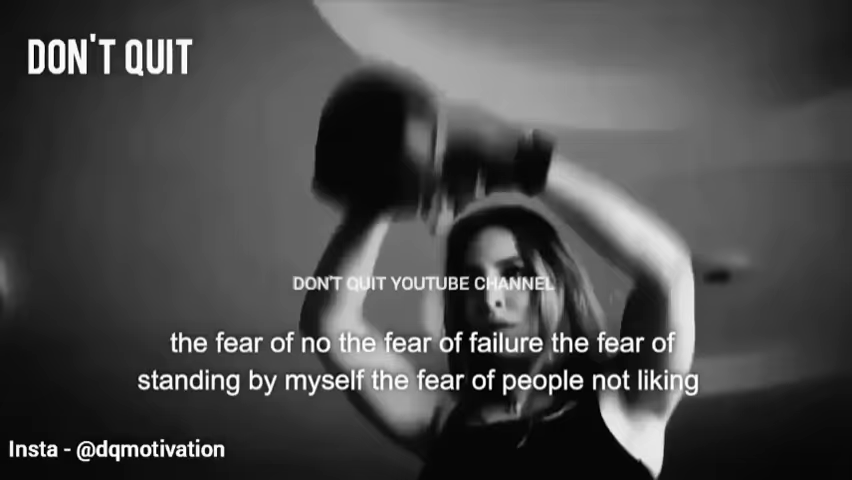 DON'T QUIT
DON'T QUIT YOUTUBE CHANNEL
the fear of no the fear of failure the fear of
standing by myself the fear of people not liking
Insta - @dqmotivation